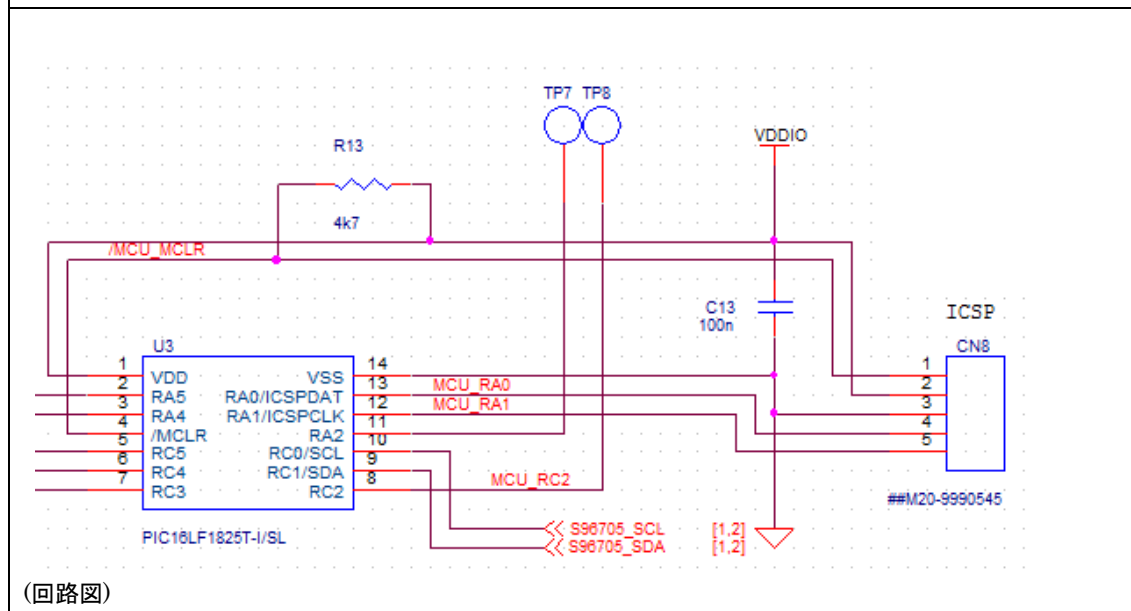 TP7 TP8
VDDIO
R13
4k7
/MCU_MCLR
C13
100n
ICSP
CN8
U3
1 VDD
2 RA5
3 RA4
4 /MCLR
5 RC5
6 RC4
7 RC3
VSS 14
RA0/ICSPDAT 13 MCU_RA0
RA1/ICSPCLK 12 MCU_RA1
RA2 11
RC0/SCL 10
RC1/SDA 9
RC2 8 MCU_RC2
1
2
3
4
5
##M20-9990545
PIC16LF1825T-I/SL
S96705_SCL [1,2]
S96705_SDA [1,2]
(回路図)